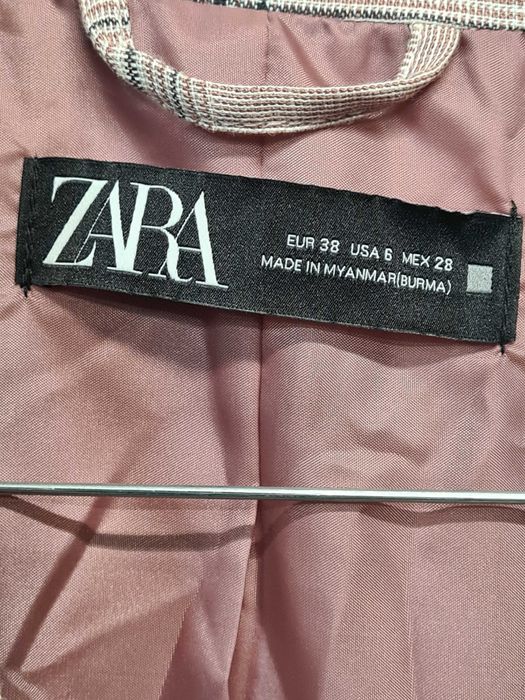 ZARA
EUR 38 USA 6 MEX 28
MADE IN MYANMAR(BURMA)